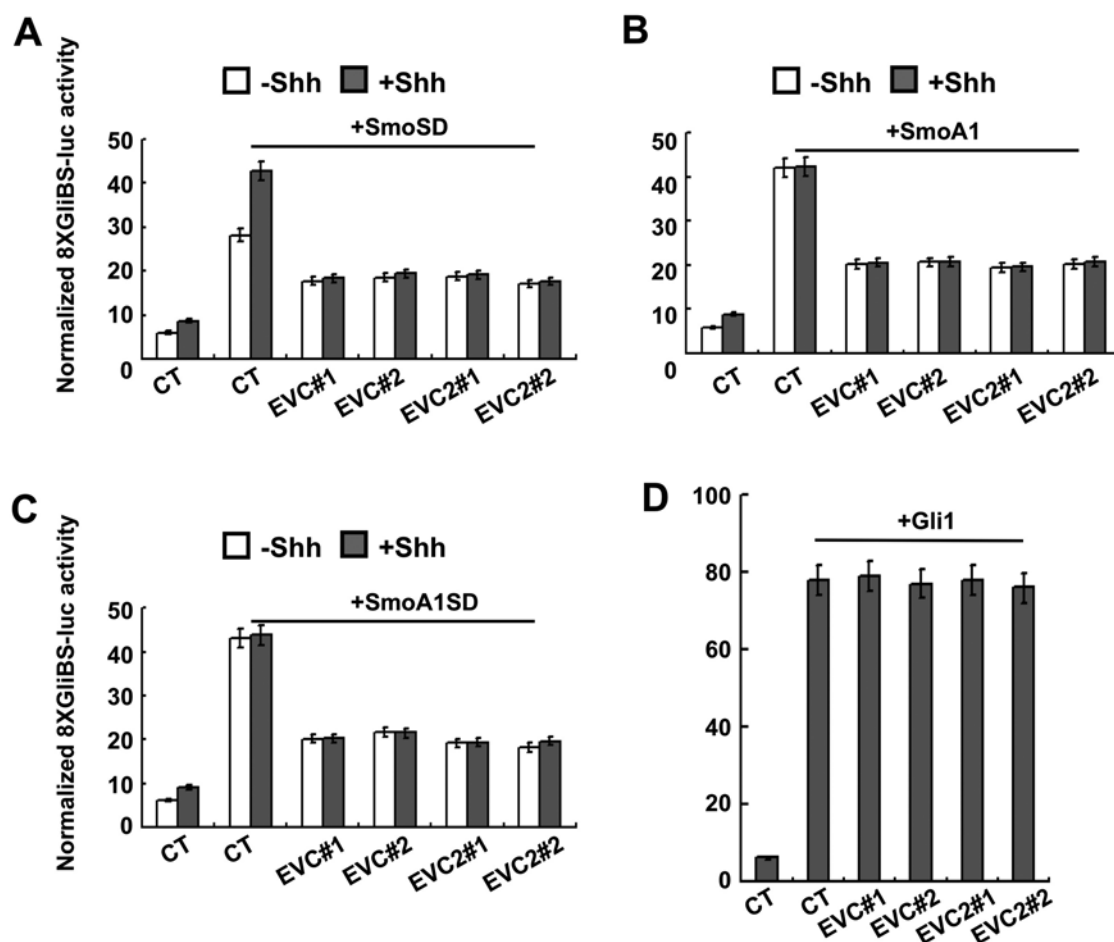 A
Normalized 8XGliBS-luc activity
-Shh +Shh
+SmoSD
50
40
30
20
10
0
CT CT EVC#1 EVC#2 EVC2#1 EVC2#2
B
-Shh +Shh
+SmoA1
50
40
30
20
10
0
CT CT EVC#1 EVC#2 EVC2#1 EVC2#2
C
Normalized 8XGliBS-luc activity
-Shh +Shh
+SmoA1SD
50
40
30
20
10
0
CT CT EVC#1 EVC#2 EVC2#1 EVC2#2
D
+Gli1
100
80
60
40
20
0
CT CT EVC#1 EVC#2 EVC2#1 EVC2#2